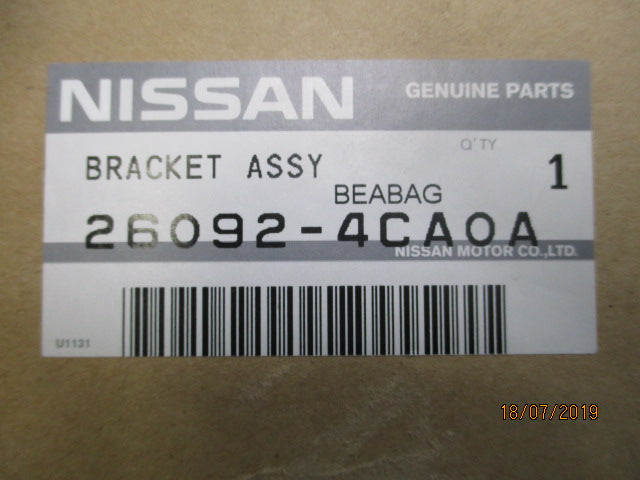 NISSAN GENUINE PARTS
Q'TY
BRACKET ASSY 1
BEABAG
26092-4CA0A
NISSAN MOTOR CO.,LTD.
U1131
18/07/2019